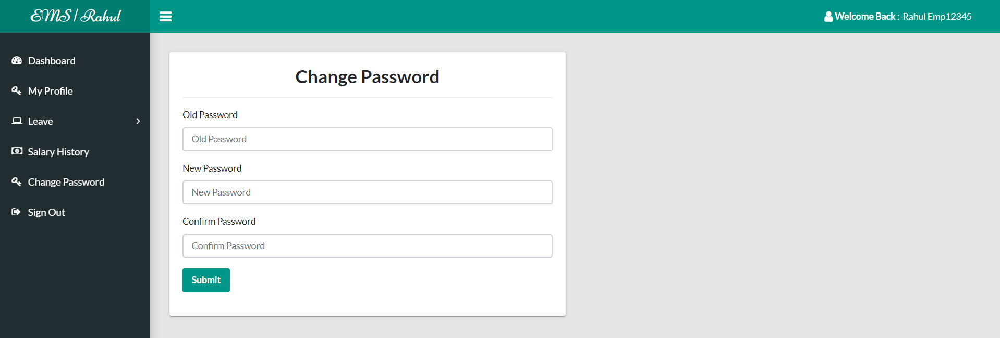 EMS | Rahul
Welcome Back :-Rahul Emp12345
Dashboard
My Profile
Leave
Salary History
Change Password
Sign Out
Change Password
Old Password
Old Password
New Password
New Password
Confirm Password
Confirm Password
Submit